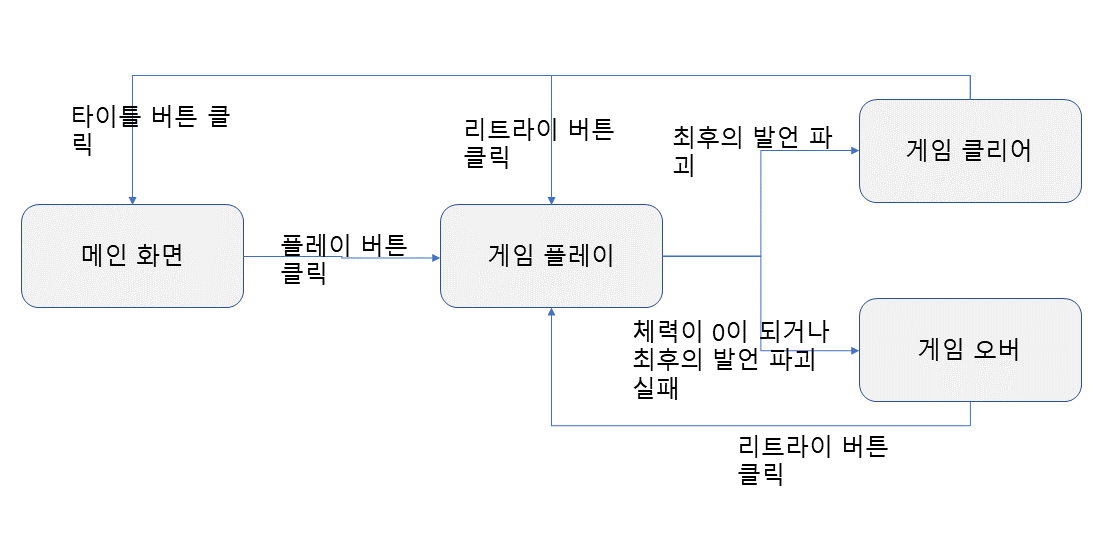 타이틀 버튼 클
릭
리트라이 버튼
클릭
최후의 발언 파
괴
게임 클리어
메인 화면
플레이 버튼
클릭
게임 플레이
체력이 0이 되거나
최후의 발언 파괴
실패
게임 오버
리트라이 버튼
클릭